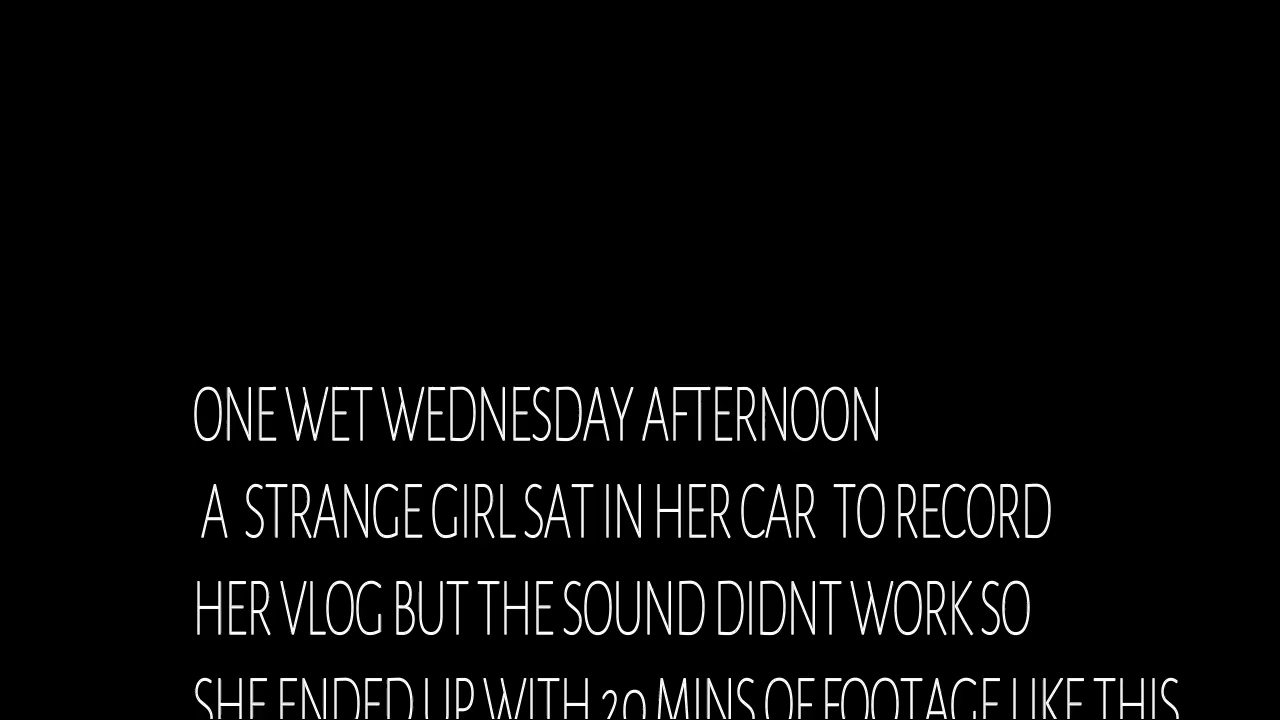 ONE WET WEDNESDAY AFTERNOON
A STRANGE GIRL SAT IN HER CAR TO RECORD
HER VLOG BUT THE SOUND DIDNT WORK SO
SHE ENDED UP WITH 20 MINS OF FOOTAGE LIKE THIS